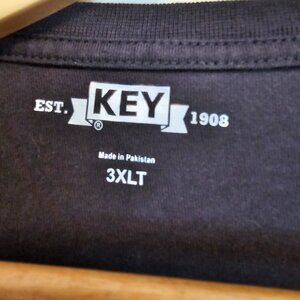 EST. KEY® 1908
Made in Pakistan
3XLT